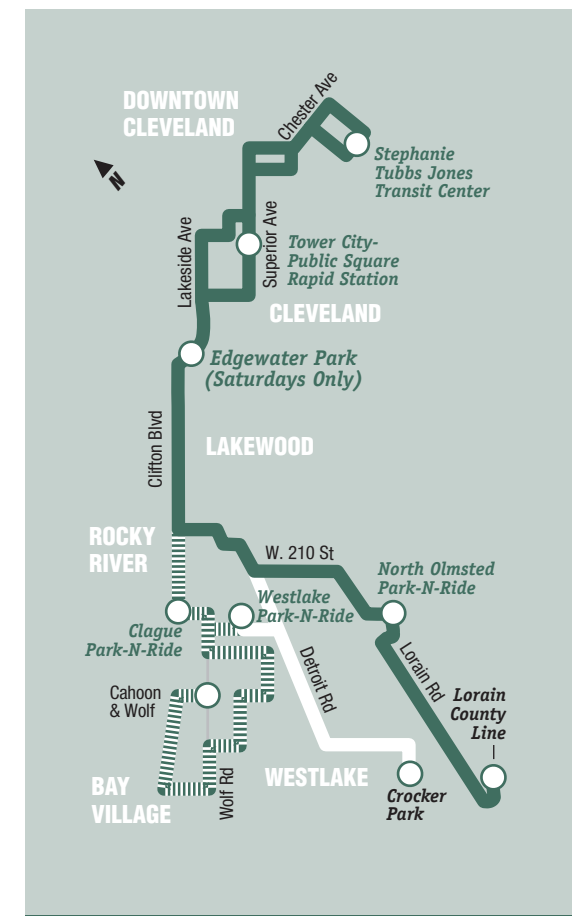 DOWNTOWN
CLEVELAND
Chester Ave
N
Stephanie
Tubbs Jones
Transit Center
Lakeside Ave
Superior Ave
Tower City-
Public Square
Rapid Station
CLEVELAND
Edgewater Park
(Saturdays Only)
Clifton Blvd
LAKEWOOD
ROCKY
RIVER
W. 210 St
North Olmsted
Park-N-Ride
Westlake
Park-N-Ride
Clague
Park-N-Ride
Detroit Rd
Lorain Rd
Cahoon
& Wolf
Lorain
County
Line
BAY
VILLAGE
Wolf Rd
WESTLAKE
Crocker
Park